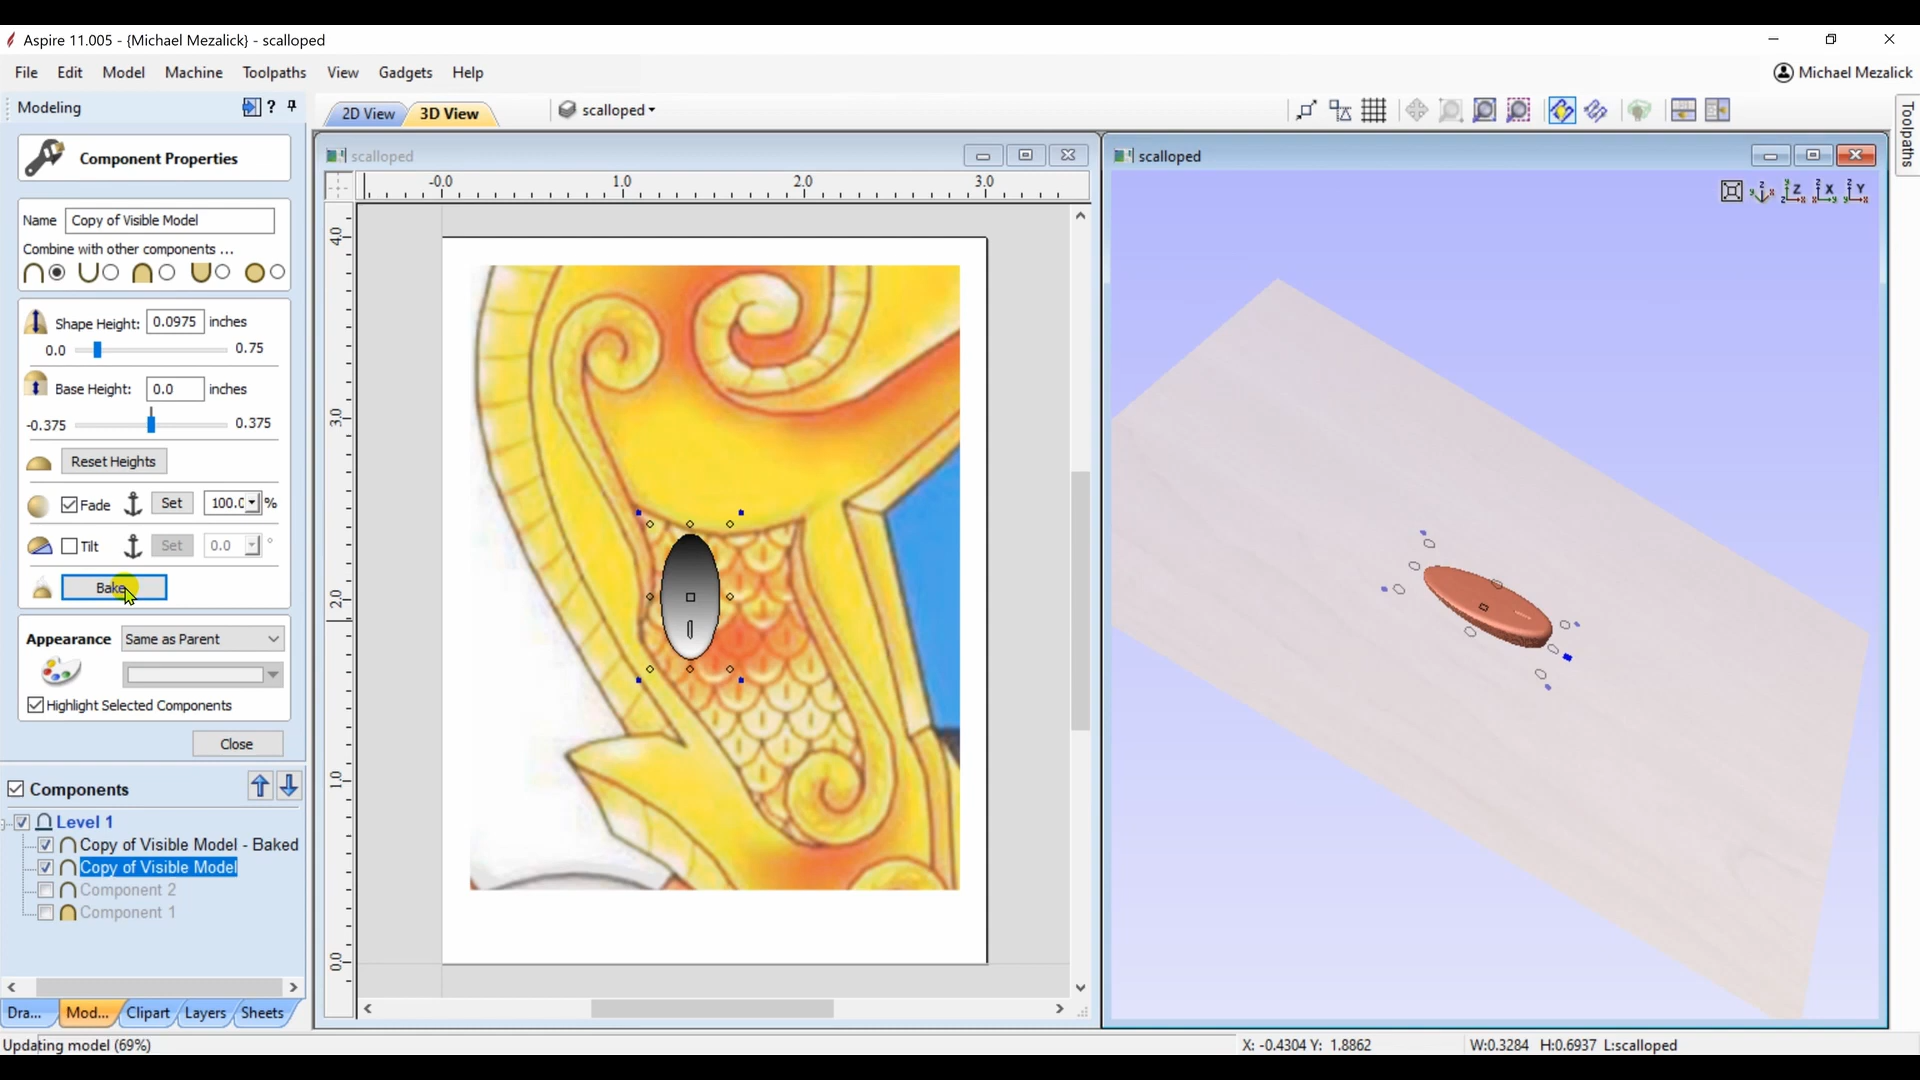 Aspire 11.005 - {Michael Mezalick} - scalloped
File Edit Model Machine Toolpaths View Gadgets Help
Michael Mezalick
Modeling
2D View 3D View
scalloped
Toolpaths
Component Properties
Name Copy of Visible Model
Combine with other components ...
Shape Height: 0.0975 inches
0.0 0.75
Base Height: 0.0 inches
-0.375 0.375
Reset Heights
Fade Set 100.0 %
Tilt Set 0.0 °
Bake
Appearance Same as Parent
Highlight Selected Components
Close
Components
Level 1
Copy of Visible Model - Baked
Copy of Visible Model
Component 2
Component 1
Dra... Mod... Clipart Layers Sheets
scalloped
-0.0 1.0 2.0 3.0
4.0
3.0
2.0
1.0
0.0
scalloped
Updating model (69%)
X: -0.4304 Y: 1.8862
W:0.3284 H:0.6937 L:scalloped